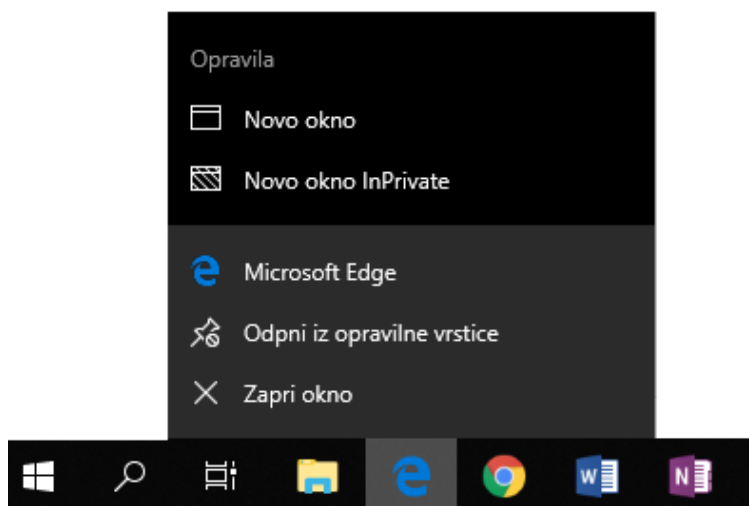 Opravila
Novo okno
Novo okno InPrivate
Microsoft Edge
Odpni iz opravilne vrstice
Zapri okno
W
N